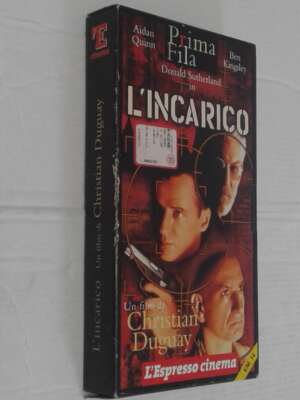 Aidan
Quann
Prima
Fila
Ben
Kingsley
Donald Sutherland
in
L'INCARICO
Un film di
Christian
Duguay
L'Espresso cinema
L'INCARICO Un film di Christian Duguay